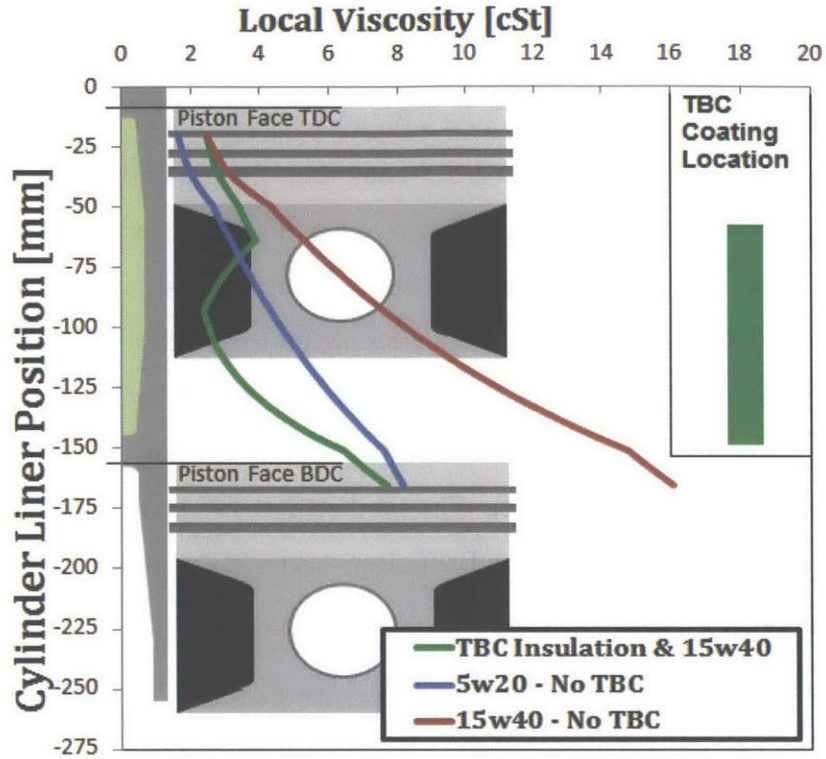 Local Viscosity [cSt]
0 2 4 6 8 10 12 14 16 18 20
Cylinder Liner Position [mm]
0
-25
-50
-75
-100
-125
-150
-175
-200
-225
-250
-275
Piston Face TDC
TBC
Coating
Location
Piston Face BDC
TBC Insulation & 15w40
5w20 - No TBC
15w40 - No TBC